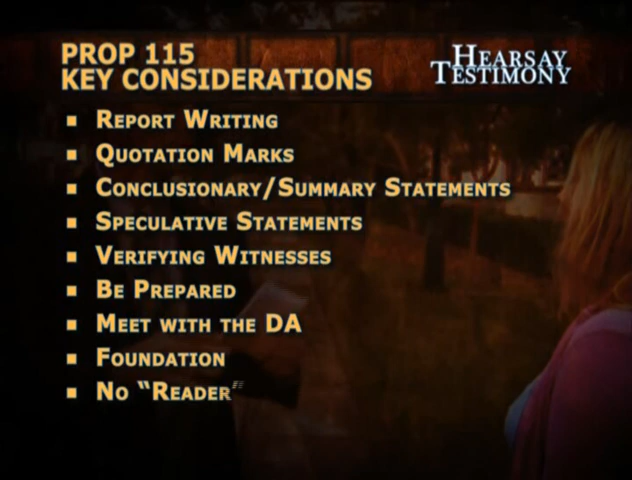 PROP 115
KEY CONSIDERATIONS
HEARSAY
TESTIMONY
▪ REPORT WRITING
▪ QUOTATION MARKS
▪ CONCLUSIONARY/SUMMARY STATEMENTS
▪ SPECULATIVE STATEMENTS
▪ VERIFYING WITNESSES
▪ BE PREPARED
▪ MEET WITH THE DA
▪ FOUNDATION
▪ NO “READER”